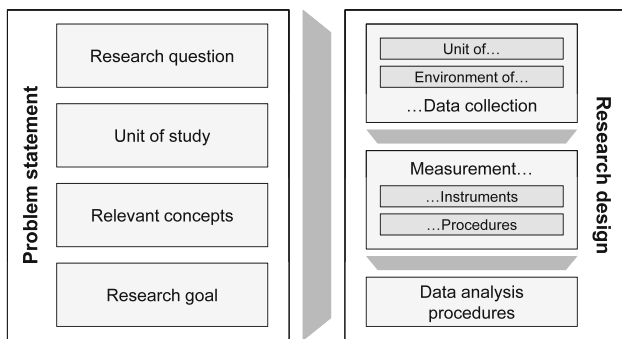 Problem statement
Research question
Unit of study
Relevant concepts
Research goal
Unit of…
Environment of…
…Data collection
Measurement…
…Instruments
…Procedures
Data analysis
procedures
Research design